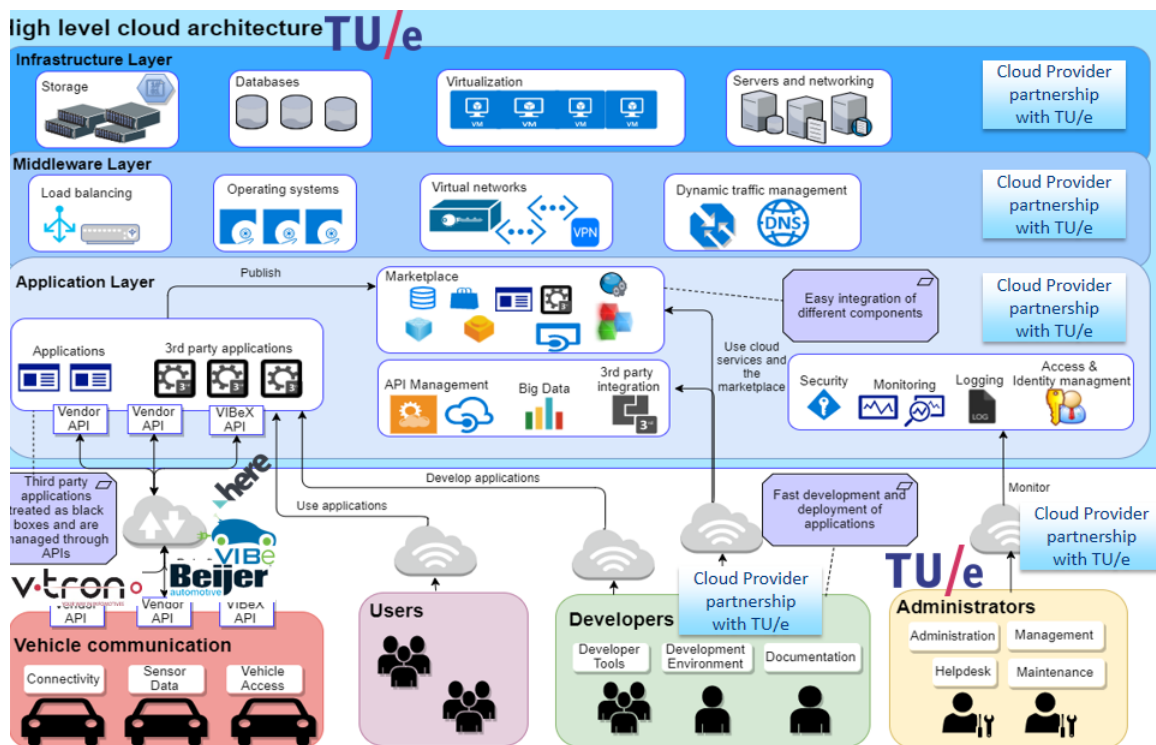 High level cloud architecture TU/e
Infrastructure Layer
Storage
Databases
Virtualization
VM
VM
VM
VM
Servers and networking
Cloud Provider
partnership
with TU/e
Middleware Layer
Load balancing
Operating systems
Virtual networks
VPN
Dynamic traffic management
DNS
Cloud Provider
partnership
with TU/e
Application Layer
Publish
Marketplace
Easy integration of
different components
Cloud Provider
partnership
with TU/e
Applications
3rd party applications
3rd
3rd
3rd
Vendor
API
Vendor
API
VIBeX
API
API Management
Big Data
3rd party
integration
3rd
Use cloud
services and
the
marketplace
Security
Monitoring
Logging
LOG
Access &
Identity managment
Third party
applications
treated as black
boxes and are
managed through
APIs
here
VIBe
v-tron
Beijer
automotive
Use applications
Develop applications
Fast development and
deployment of
applications
Monitor
Cloud Provider
partnership
with TU/e
Cloud Provider
partnership
with TU/e
TU/e
Vendor
API
Vendor
API
VIBeX
API
Vehicle communication
Connectivity
Sensor
Data
Vehicle
Access
Users
Developers
Developer
Tools
Development
Environment
Documentation
Administrators
Administration
Management
Helpdesk
Maintenance